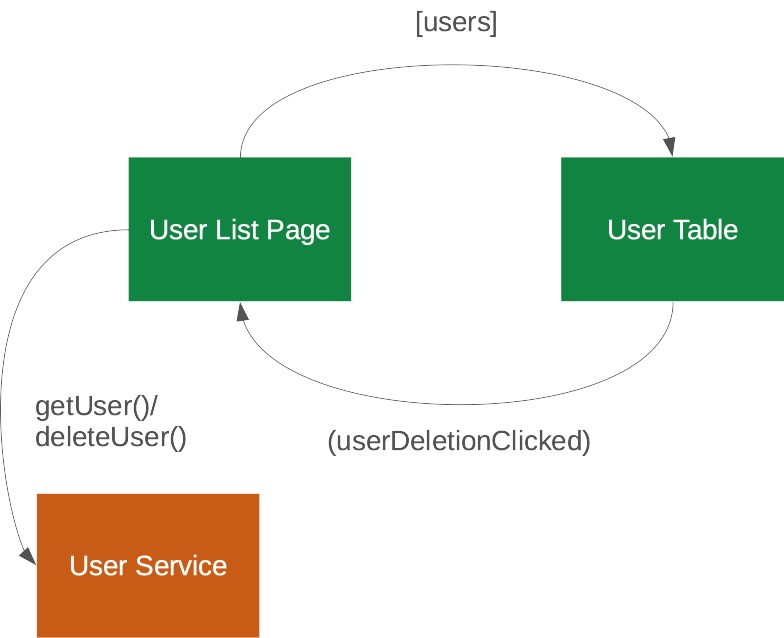 [users]
User List Page
User Table
getUser()/
deleteUser()
(userDeletionClicked)
User Service